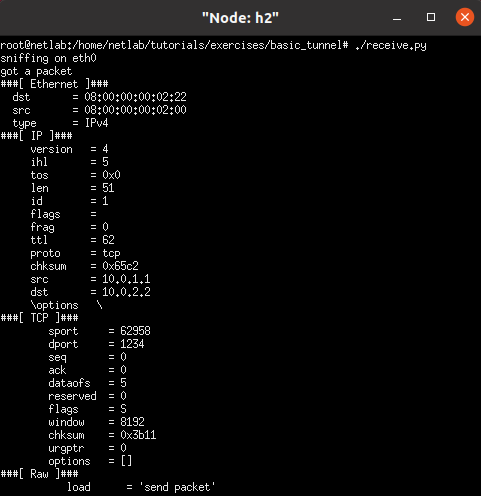 "Node: h2"
root@netlab:/home/netlab/tutorials/exercises/basic_tunnel# ./receive.py
sniffing on eth0
got a packet
###[ Ethernet ]###
  dst       = 08:00:00:00:02:22
  src       = 08:00:00:00:02:00
  type      = IPv4
###[ IP ]###
     version   = 4
     ihl       = 5
     tos       = 0x0
     len       = 51
     id        = 1
     flags     =
     frag      = 0
     ttl       = 62
     proto     = tcp
     chksum    = 0x65c2
     src       = 10.0.1.1
     dst       = 10.0.2.2
     \options   \
###[ TCP ]###
        sport     = 62958
        dport     = 1234
        seq       = 0
        ack       = 0
        dataofs   = 5
        reserved  = 0
        flags     = S
        window    = 8192
        chksum    = 0x3b11
        urgptr    = 0
        options   = []
###[ Raw ]###
           load      = 'send packet'